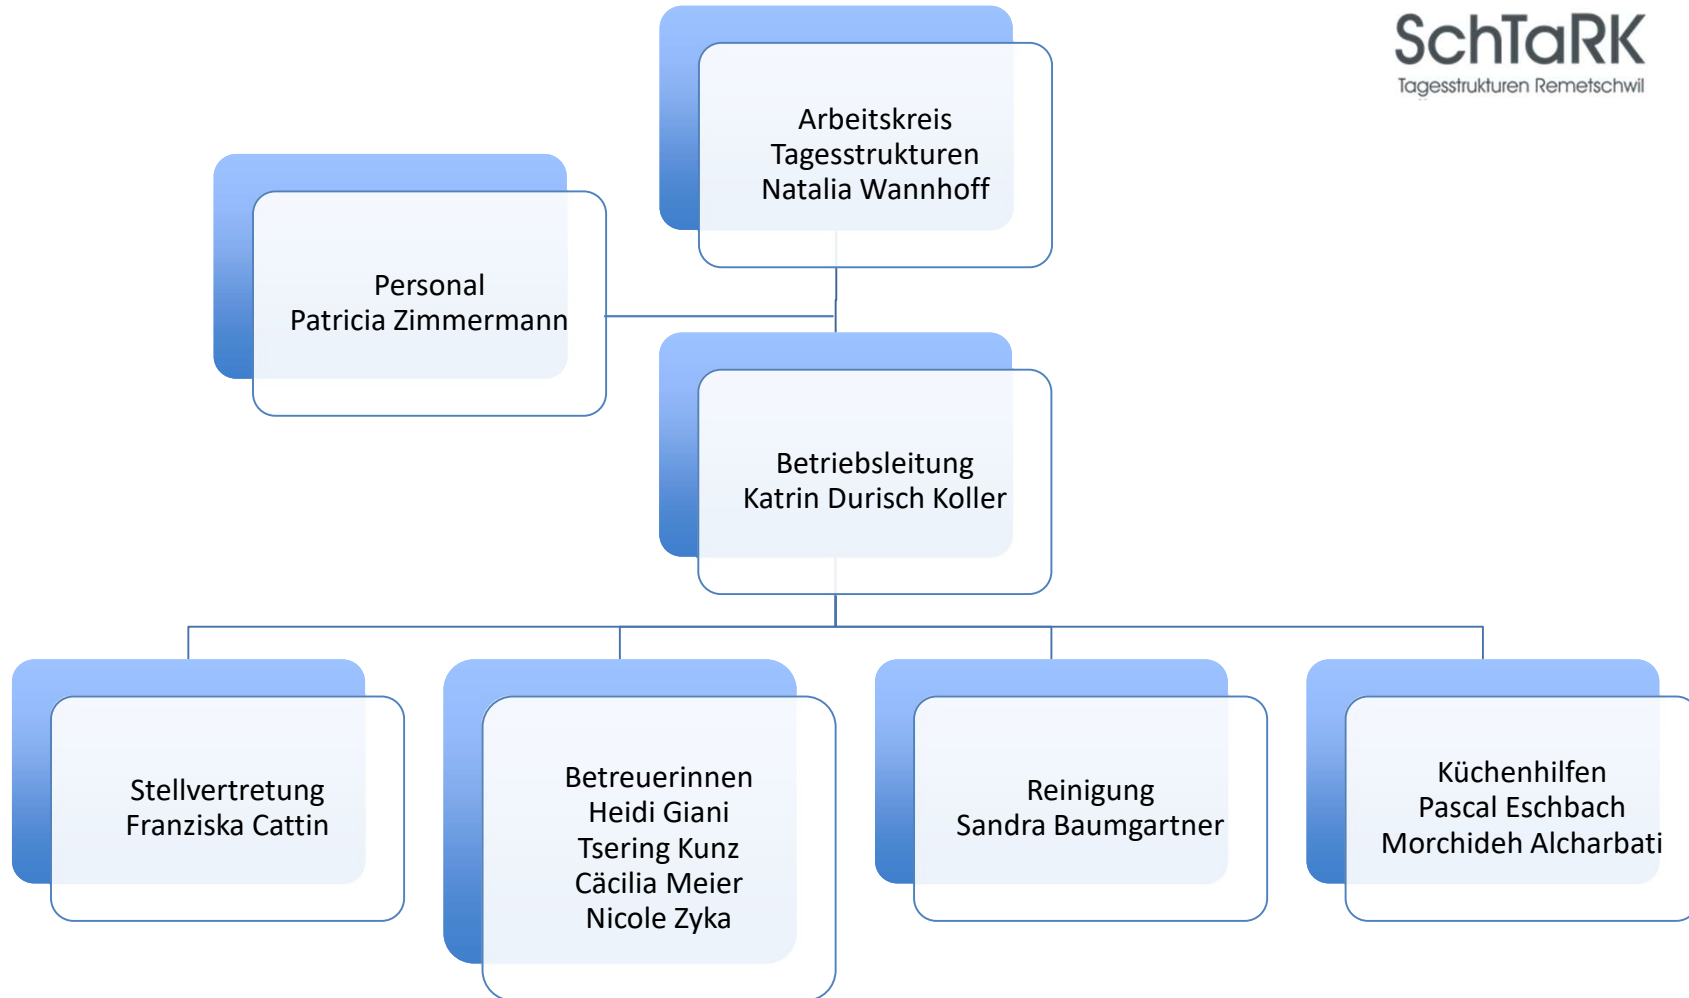 SchTaRK
Tagesstrukturen Remetschwil
Arbeitskreis
Tagesstrukturen
Natalia Wannhoff
Personal
Patricia Zimmermann
Betriebsleitung
Katrin Durisch Koller
Stellvertretung
Franziska Cattin
Betreuerinnen
Heidi Giani
Tsering Kunz
Cäcilia Meier
Nicole Zyka
Reinigung
Sandra Baumgartner
Küchenhilfen
Pascal Eschbach
Morchideh Alcharbati